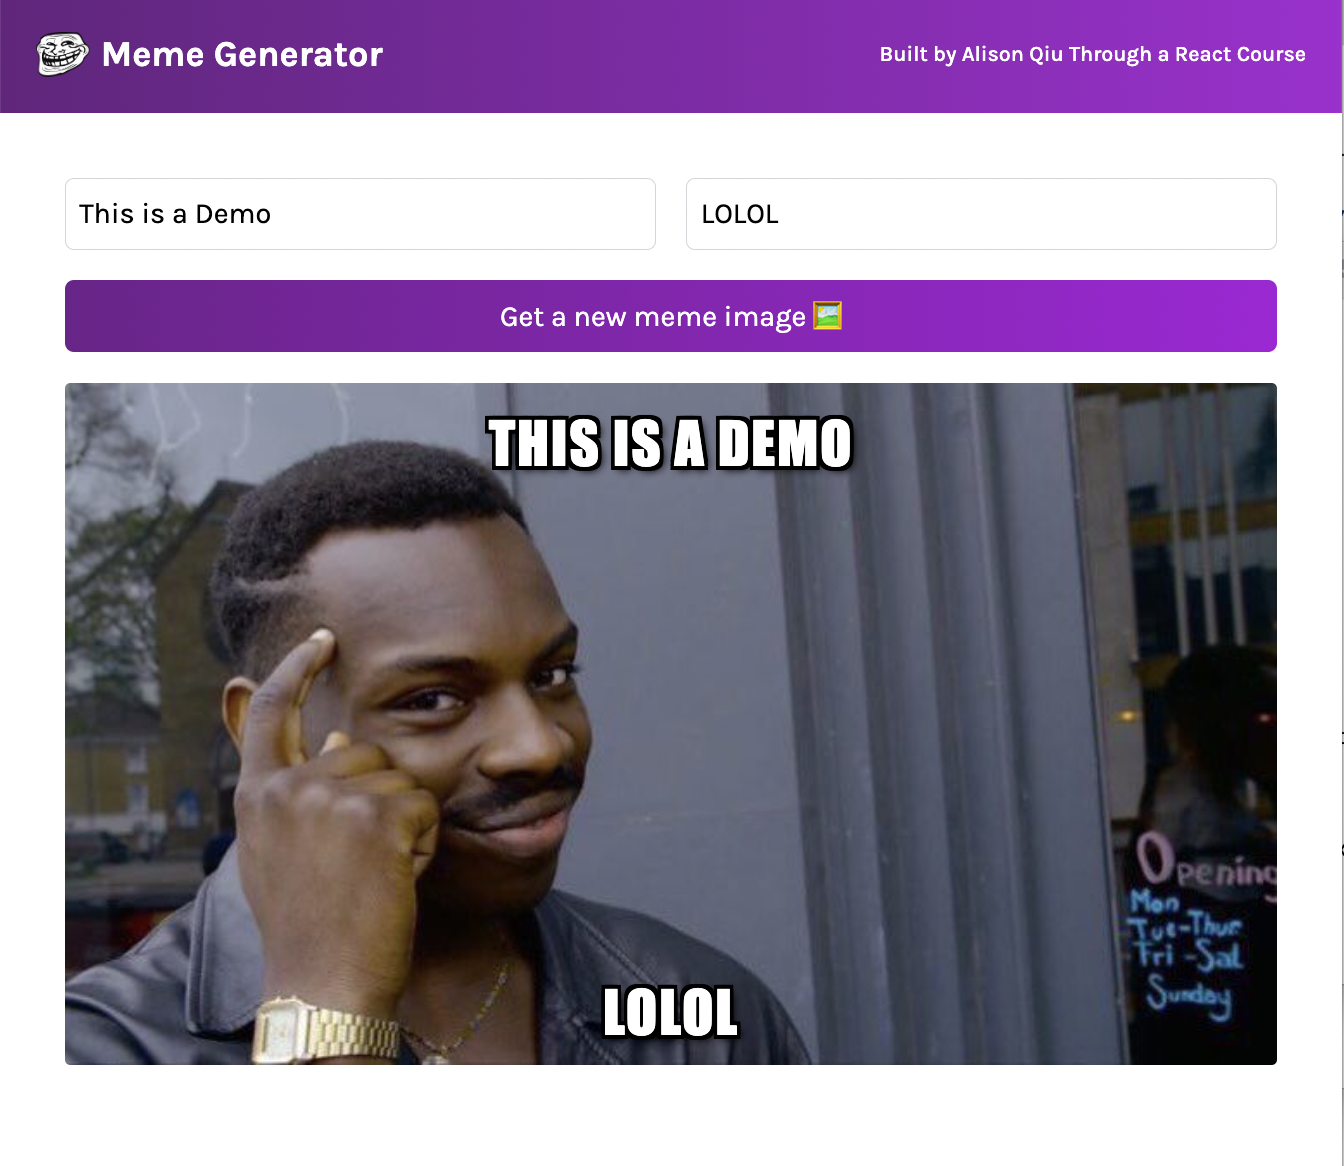 Meme Generator
Built by Alison Qiu Through a React Course
This is a Demo
LOLOL
Get a new meme image
THIS IS A DEMO
LOLOL
Opening
Mon
Tue-Thur
Fri -Sat
Sunday